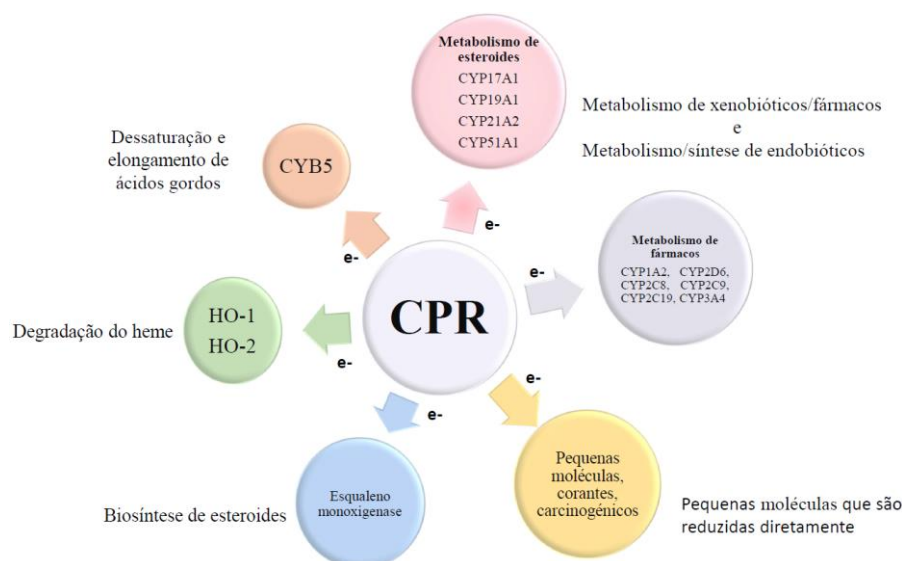 Metabolismo de
esteroides
CYP17A1
CYP19A1
CYP21A2
CYP51A1
Metabolismo de xenobióticos/fármacos
e
Metabolismo/síntese de endobióticos
Dessaturação e
elongamento de
ácidos gordos
CYB5
e-
e-
Metabolismo de
fármacos
CYP1A2, CYP2D6,
CYP2C8, CYP2C9,
CYP2C19, CYP3A4
e-
CPR
HO-1
HO-2
Degradação do heme
e-
e-
e-
Esqualeno
monoxigenase
Biosíntese de esteroides
Pequenas
moléculas,
corantes,
carcinogénicos
Pequenas moléculas que são
reduzidas diretamente